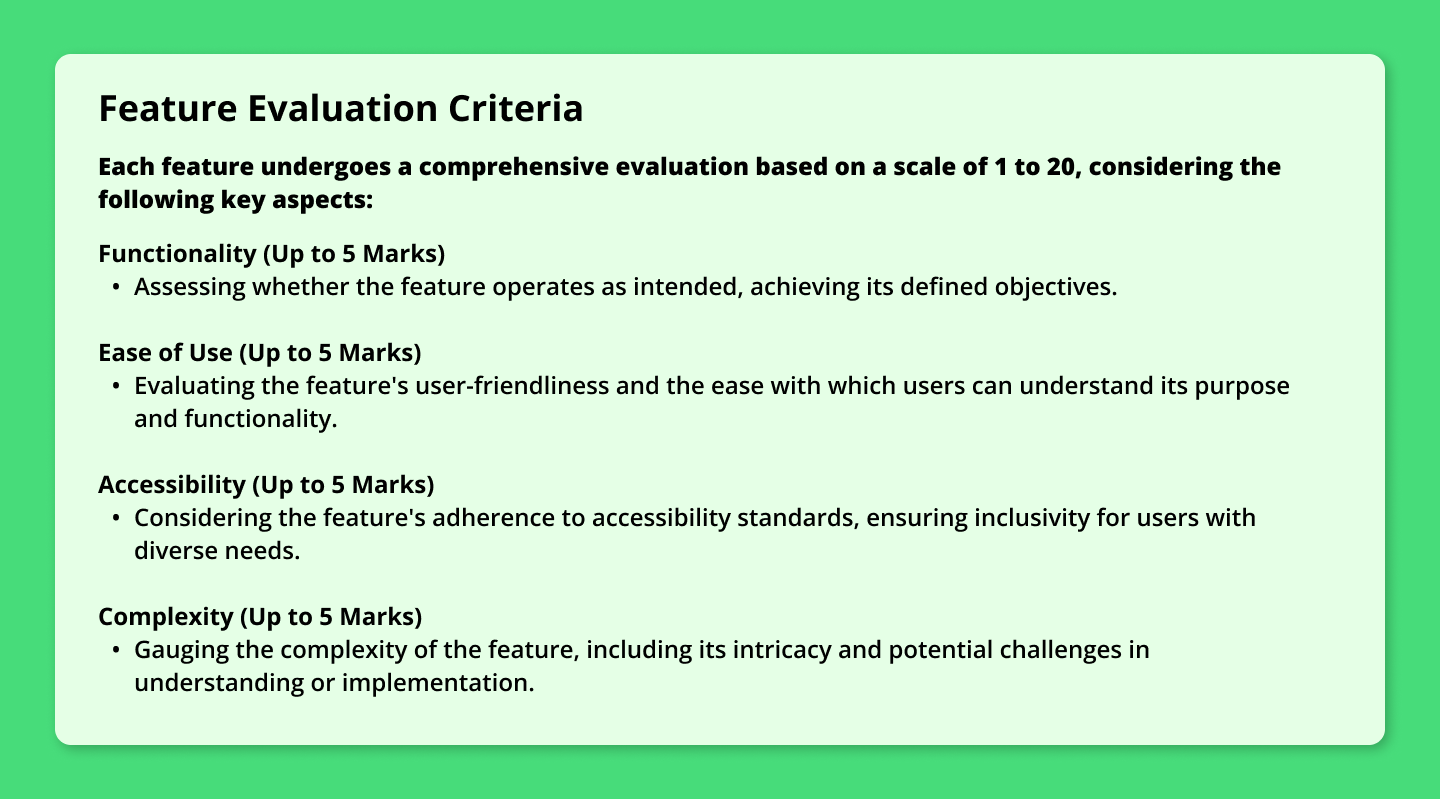 Feature Evaluation Criteria
Each feature undergoes a comprehensive evaluation based on a scale of 1 to 20, considering the
following key aspects:
Functionality (Up to 5 Marks)
• Assessing whether the feature operates as intended, achieving its defined objectives.
Ease of Use (Up to 5 Marks)
• Evaluating the feature's user-friendliness and the ease with which users can understand its purpose
and functionality.
Accessibility (Up to 5 Marks)
• Considering the feature's adherence to accessibility standards, ensuring inclusivity for users with
diverse needs.
Complexity (Up to 5 Marks)
• Gauging the complexity of the feature, including its intricacy and potential challenges in
understanding or implementation.